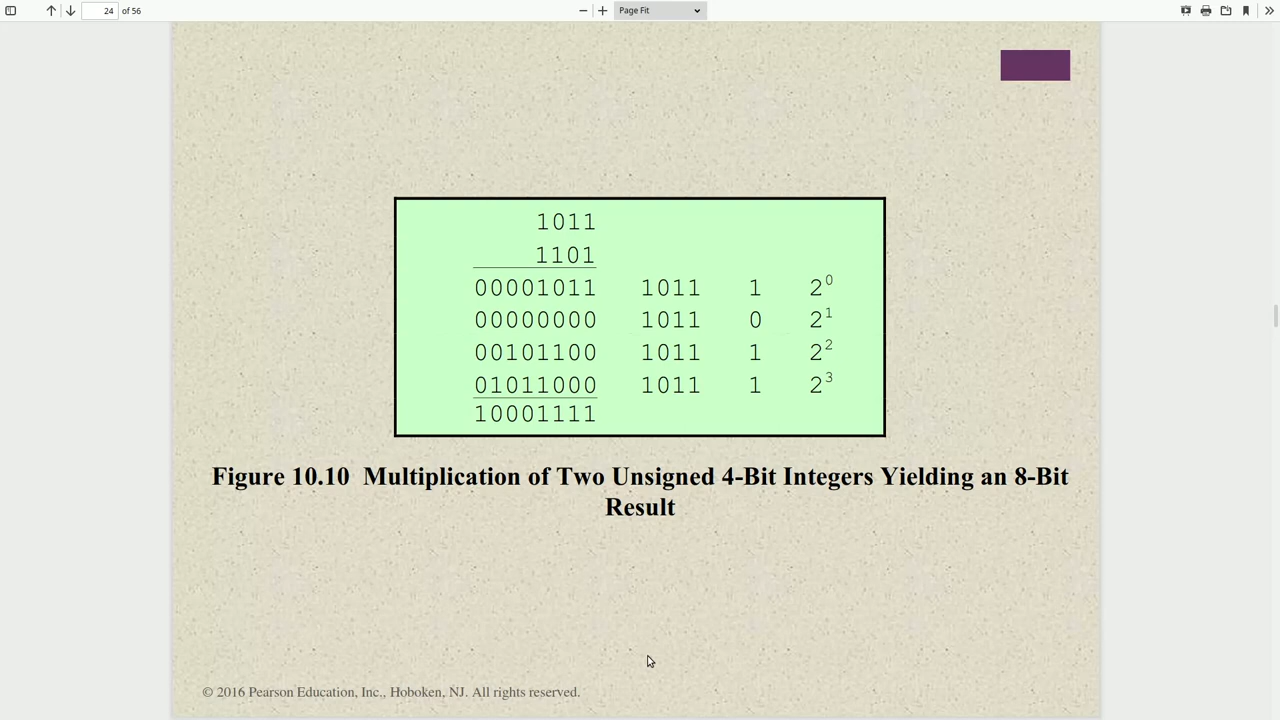 24 of 56 Page Fit
1011
1101
00001011 1011 1 2⁰
00000000 1011 0 2¹
00101100 1011 1 2²
01011000 1011 1 2³
10001111
Figure 10.10 Multiplication of Two Unsigned 4-Bit Integers Yielding an 8-Bit
Result
© 2016 Pearson Education, Inc., Hoboken, NJ. All rights reserved.